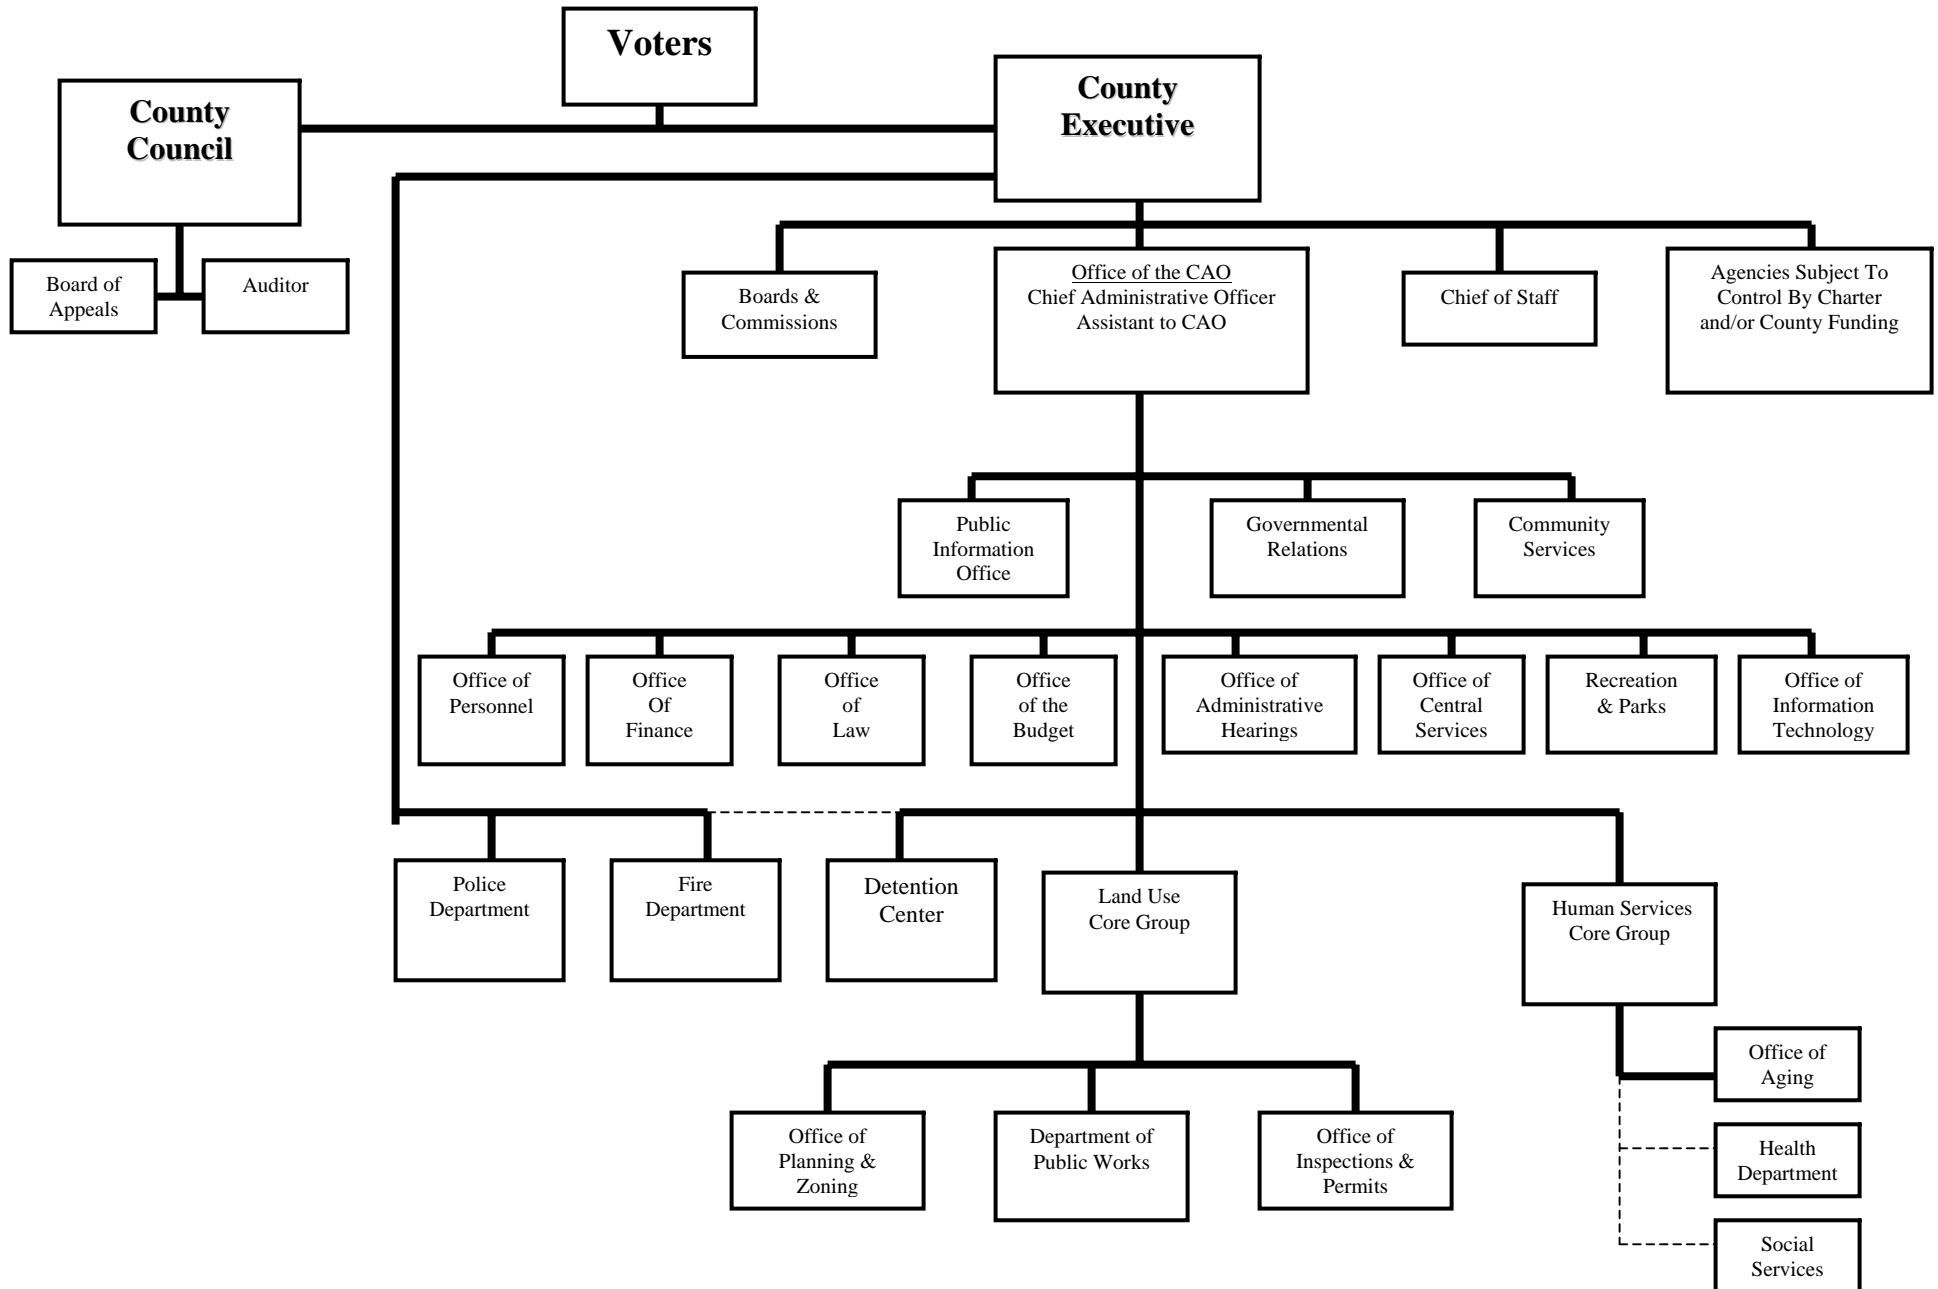 Voters
County
Council
County
Executive
Board of
Appeals
Auditor
Boards &
Commissions
Office of the CAO
Chief Administrative Officer
Assistant to CAO
Chief of Staff
Agencies Subject To
Control By Charter
and/or County Funding
Public
Information
Office
Governmental
Relations
Community
Services
Office of
Personnel
Office
Of
Finance
Office
of
Law
Office
of the
Budget
Office of
Administrative
Hearings
Office of
Central
Services
Recreation
& Parks
Office of
Information
Technology
Police
Department
Fire
Department
Detention
Center
Land Use
Core Group
Human Services
Core Group
Office of
Aging
Health
Department
Social
Services
Office of
Planning &
Zoning
Department of
Public Works
Office of
Inspections &
Permits